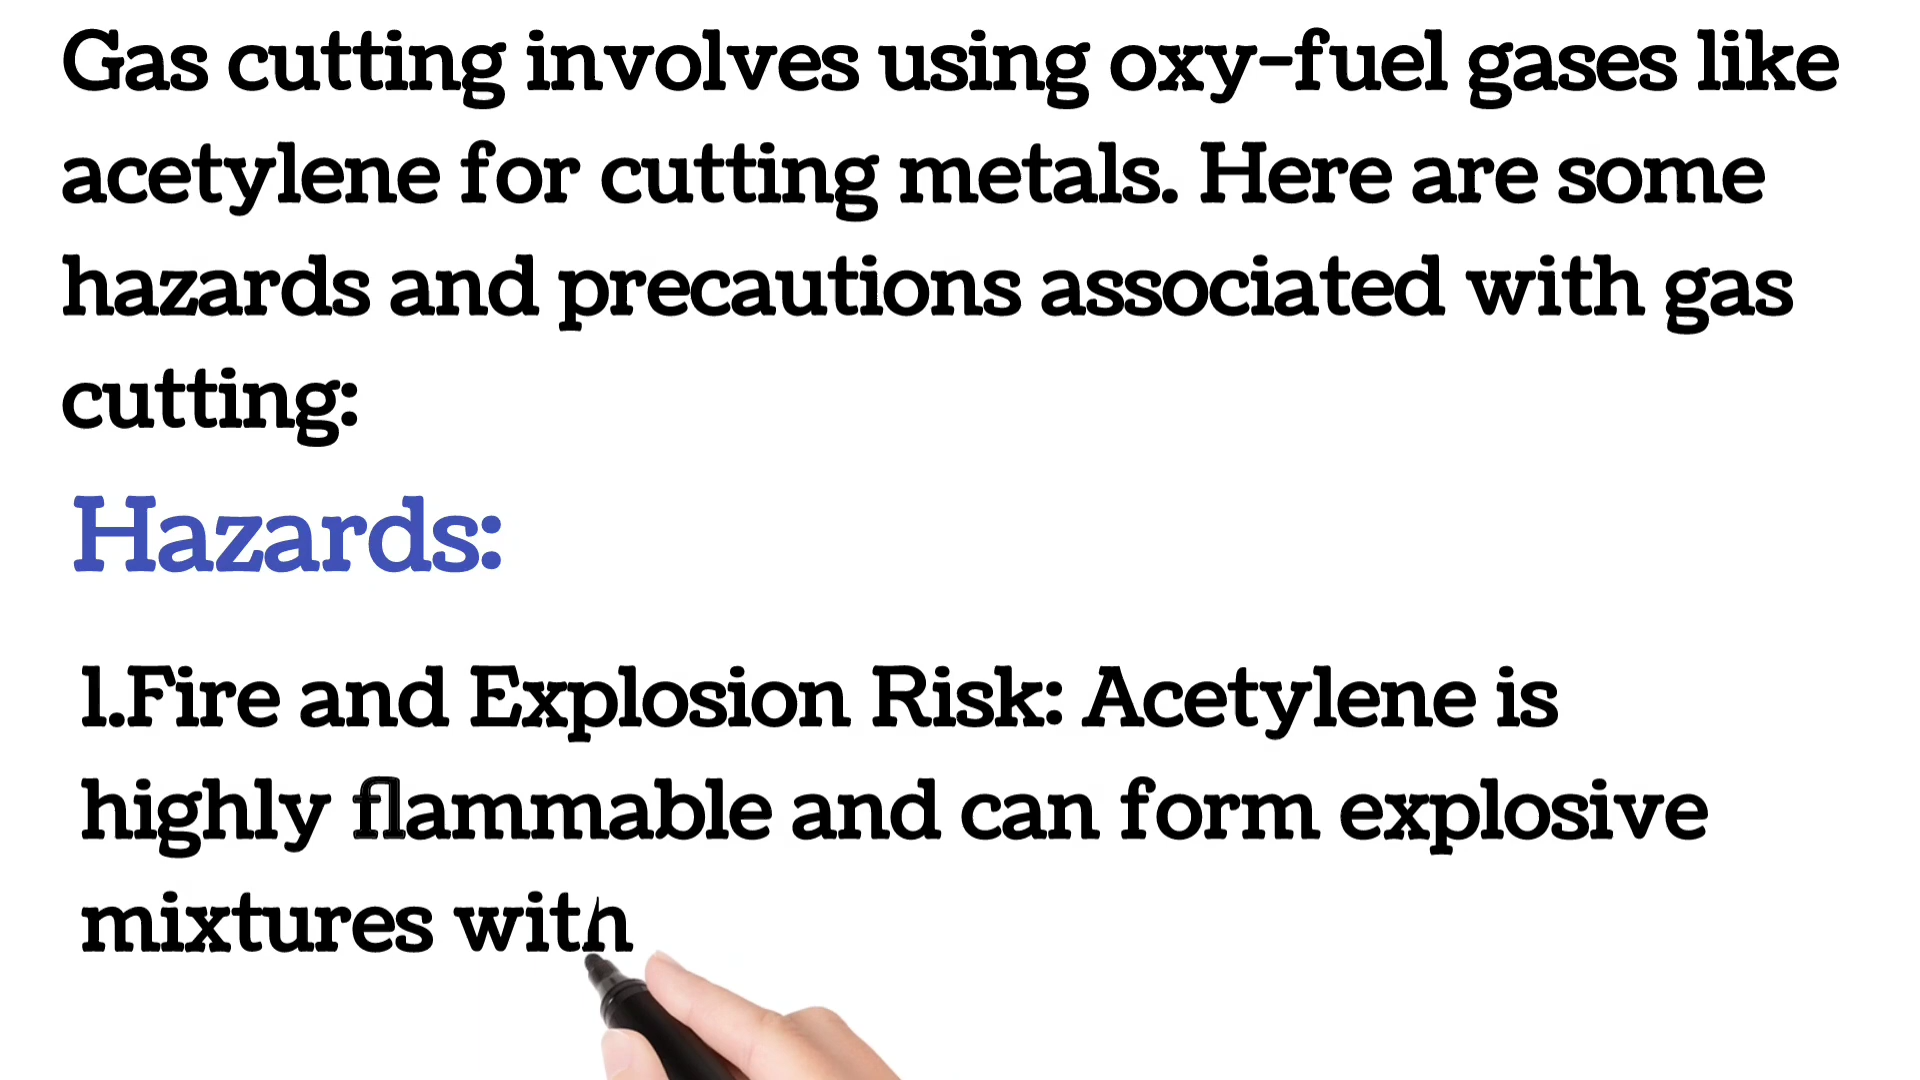 Gas cutting involves using oxy-fuel gases like
acetylene for cutting metals. Here are some
hazards and precautions associated with gas
cutting:
Hazards:
1.Fire and Explosion Risk: Acetylene is
highly flammable and can form explosive
mixtures with